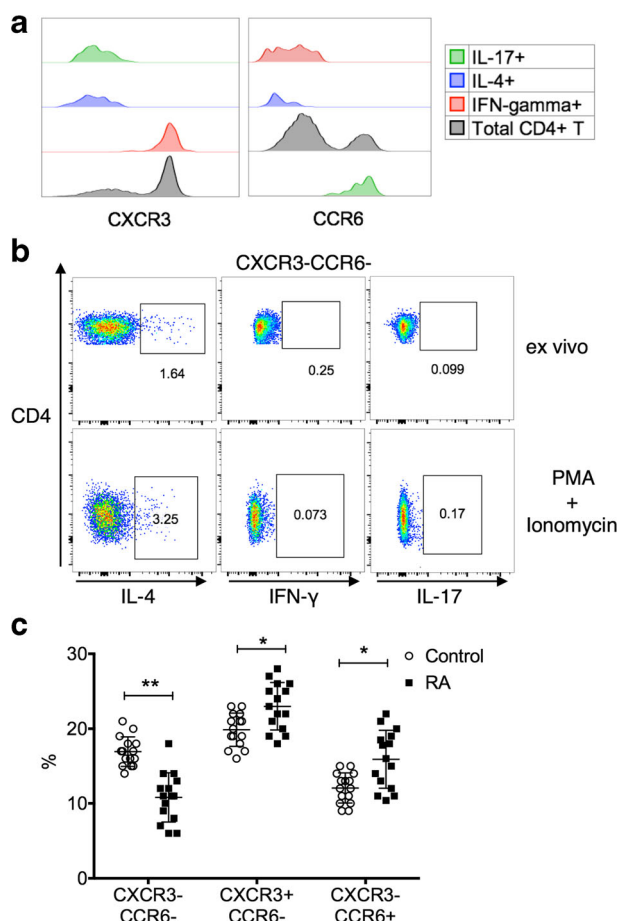 a
IL-17+
IL-4+
IFN-gamma+
Total CD4+ T
CXCR3
CCR6
b
CXCR3-CCR6-
1.64
0.25
0.099
ex vivo
CD4
3.25
0.073
0.17
PMA
+
Ionomycin
IL-4
IFN-γ
IL-17
c
30
20
10
0
%
**
*
*
Control
RA
CXCR3-
CCR6-
CXCR3+
CCR6-
CXCR3-
CCR6+